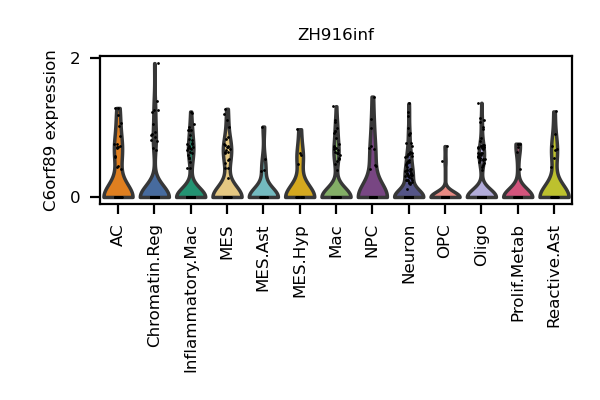 ZH916inf
C6orf89 expression
2
0
AC
Chromatin.Reg
Inflammatory.Mac
MES
MES.Ast
MES.Hyp
Mac
NPC
Neuron
OPC
Oligo
Prolif.Metab
Reactive.Ast